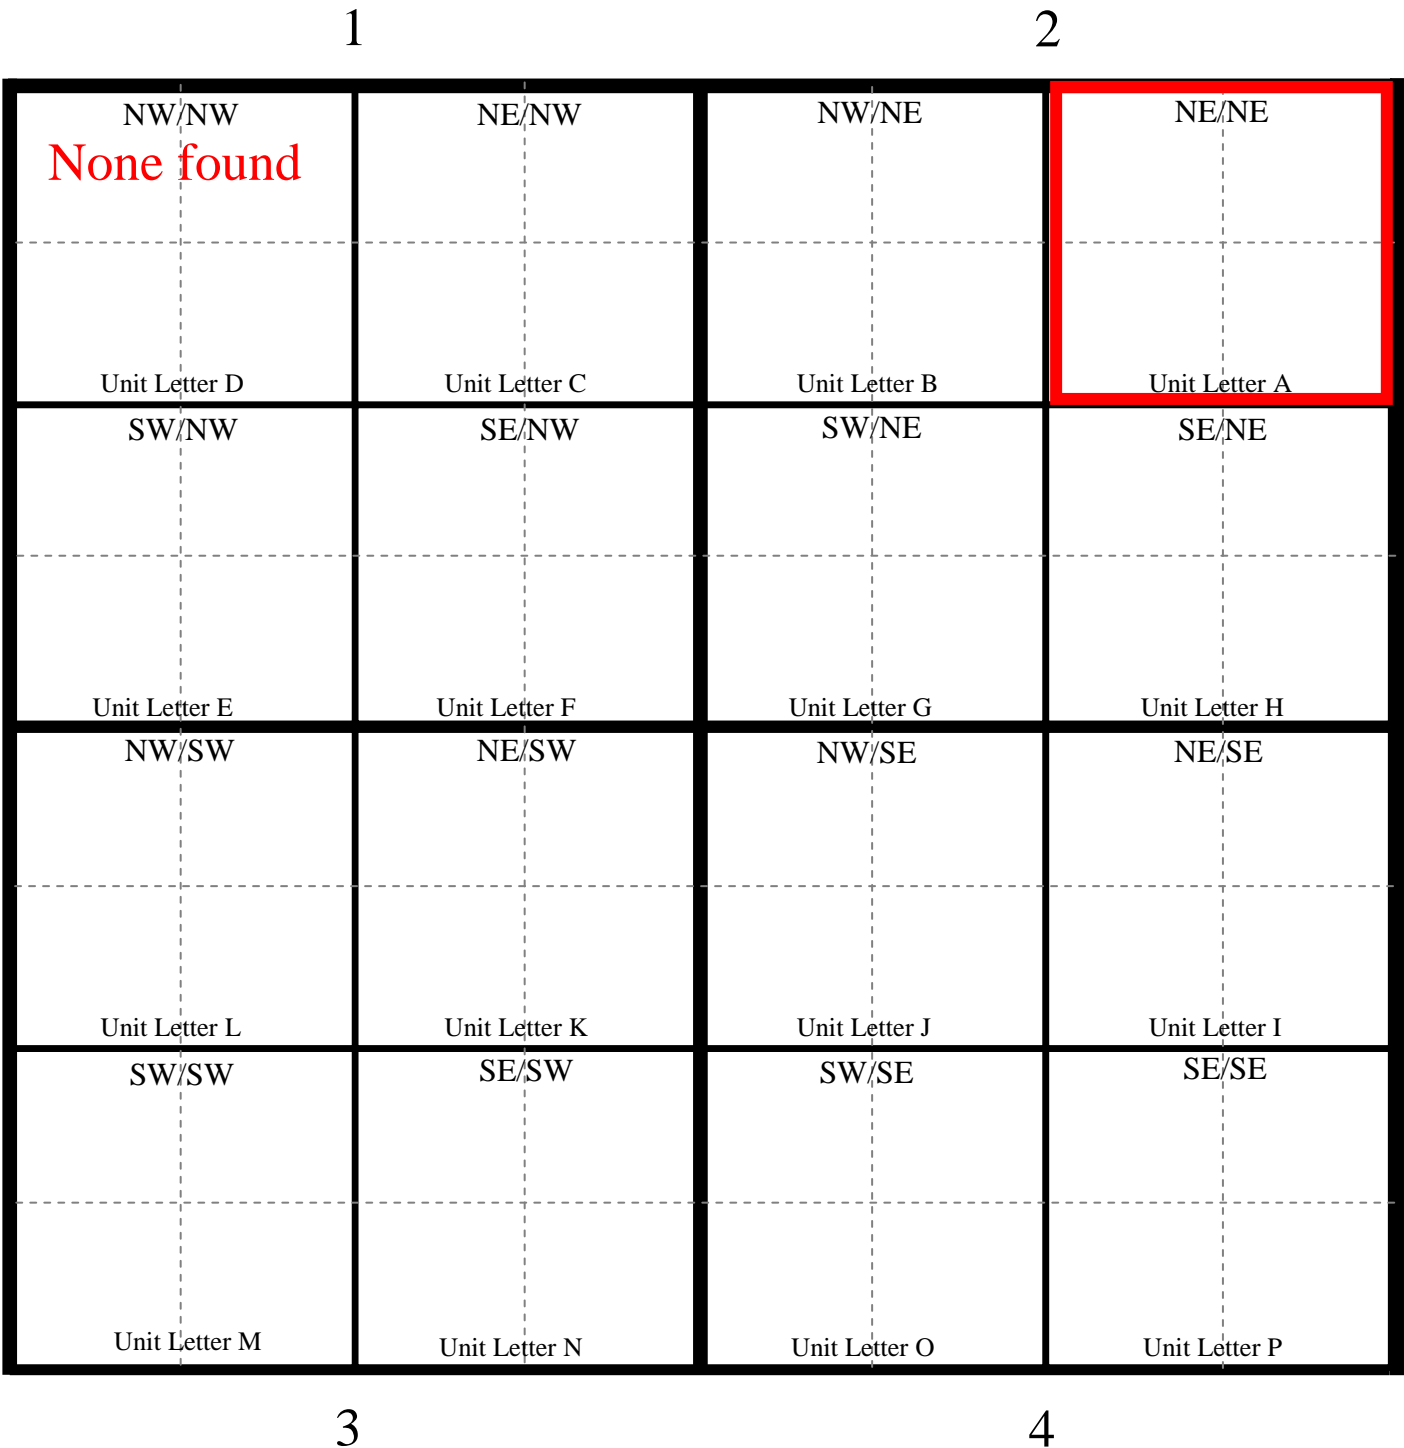 1 2
NW/NW NE/NW NW/NE NE/NE
None found
Unit Letter D Unit Letter C Unit Letter B Unit Letter A
SW/NW SE/NW SW/NE SE/NE
Unit Letter E Unit Letter F Unit Letter G Unit Letter H
NW/SW NE/SW NW/SE NE/SE
Unit Letter L Unit Letter K Unit Letter J Unit Letter I
SW/SW SE/SW SW/SE SE/SE
Unit Letter M Unit Letter N Unit Letter O Unit Letter P
3 4